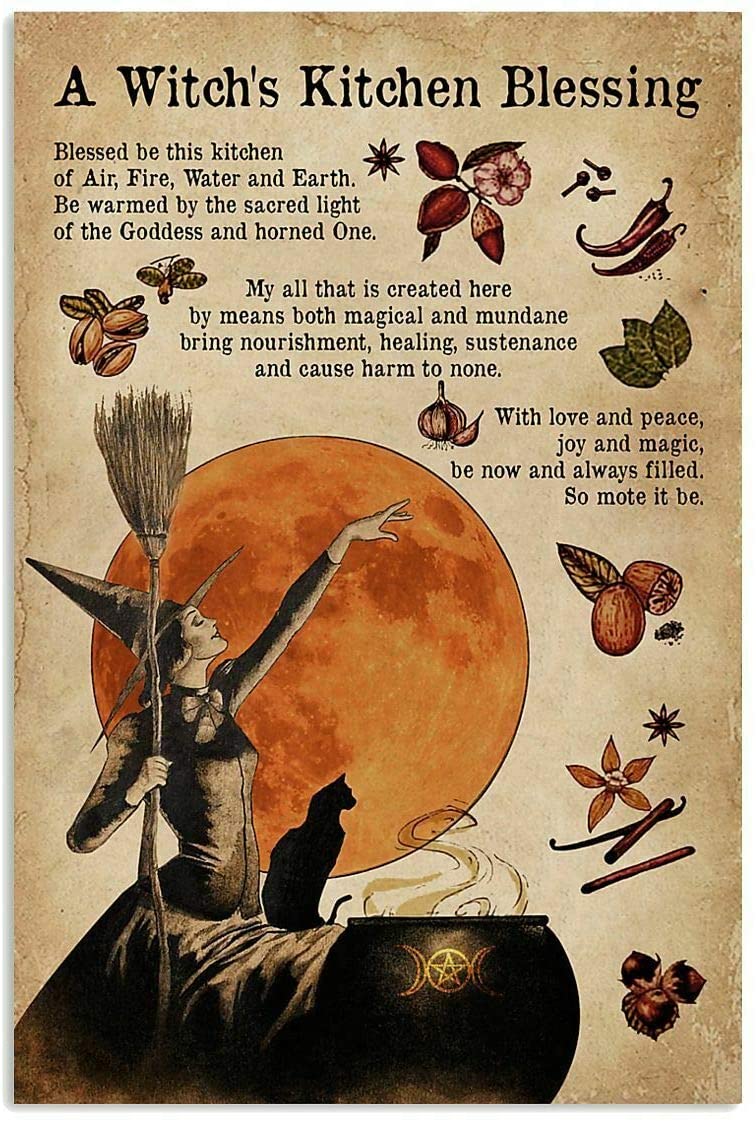 A Witch's Kitchen Blessing
Blessed be this kitchen
of Air, Fire, Water and Earth.
Be warmed by the sacred light
of the Goddess and horned One.
My all that is created here
by means both magical and mundane
bring nourishment, healing, sustenance
and cause harm to none.
With love and peace,
joy and magic,
be now and always filled.
So mote it be.